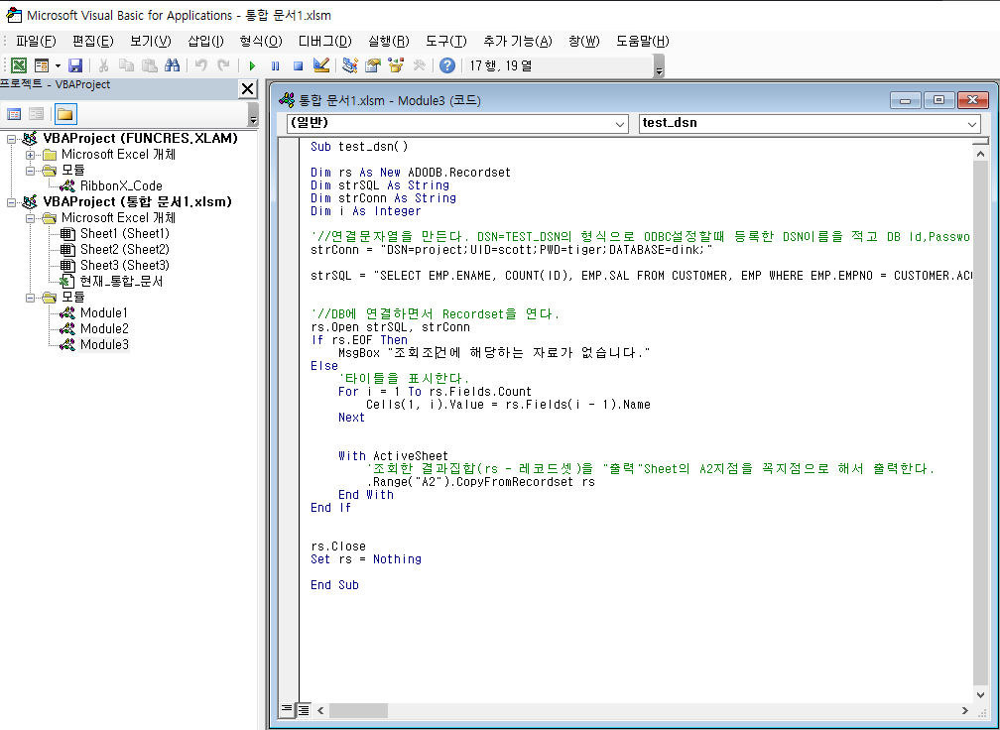 Microsoft Visual Basic for Applications - 통합 문서1.xlsm
파일(F) 편집(E) 보기(V) 삽입(I) 형식(O) 디버그(D) 실행(R) 도구(T) 추가 기능(A) 창(W) 도움말(H)
17 행, 19 열
프로젝트 - VBAProject
VBAProject (FUNCRES.XLAM)
Microsoft Excel 개체
모듈
RibbonX_Code
VBAProject (통합 문서1.xlsm)
Microsoft Excel 개체
Sheet1 (Sheet1)
Sheet2 (Sheet2)
Sheet3 (Sheet3)
현재_통합_문서
모듈
Module1
Module2
Module3
통합 문서1.xlsm - Module3 (코드)
(일반) test_dsn
Sub test_dsn()
Dim rs As New ADODB.Recordset
Dim strSQL As String
Dim strConn As String
Dim i As Integer
'//연결문자열을 만든다. DSN=TEST_DSN의 형식으로 ODBC설정할때 등록한 DSN이름을 적고 DB Id,Passwo
strConn = "DSN=project;UID=scott;PWD=tiger;DATABASE=dink;"
strSQL = "SELECT EMP.ENAME, COUNT(ID), EMP.SAL FROM CUSTOMER, EMP WHERE EMP.EMPNO = CUSTOMER.AC
'//DB에 연결하면서 Recordset을 연다.
rs.Open strSQL, strConn
If rs.EOF Then
MsgBox "조회조건에 해당하는 자료가 없습니다."
Else
'타이틀을 표시한다.
For i = 1 To rs.Fields.Count
Cells(1, i).Value = rs.Fields(i - 1).Name
Next
With ActiveSheet
'조회한 결과집합(rs - 레코드셋)을 "출력"Sheet의 A2지점을 꼭지점으로 해서 출력한다.
.Range("A2").CopyFromRecordset rs
End With
End If
rs.Close
Set rs = Nothing
End Sub